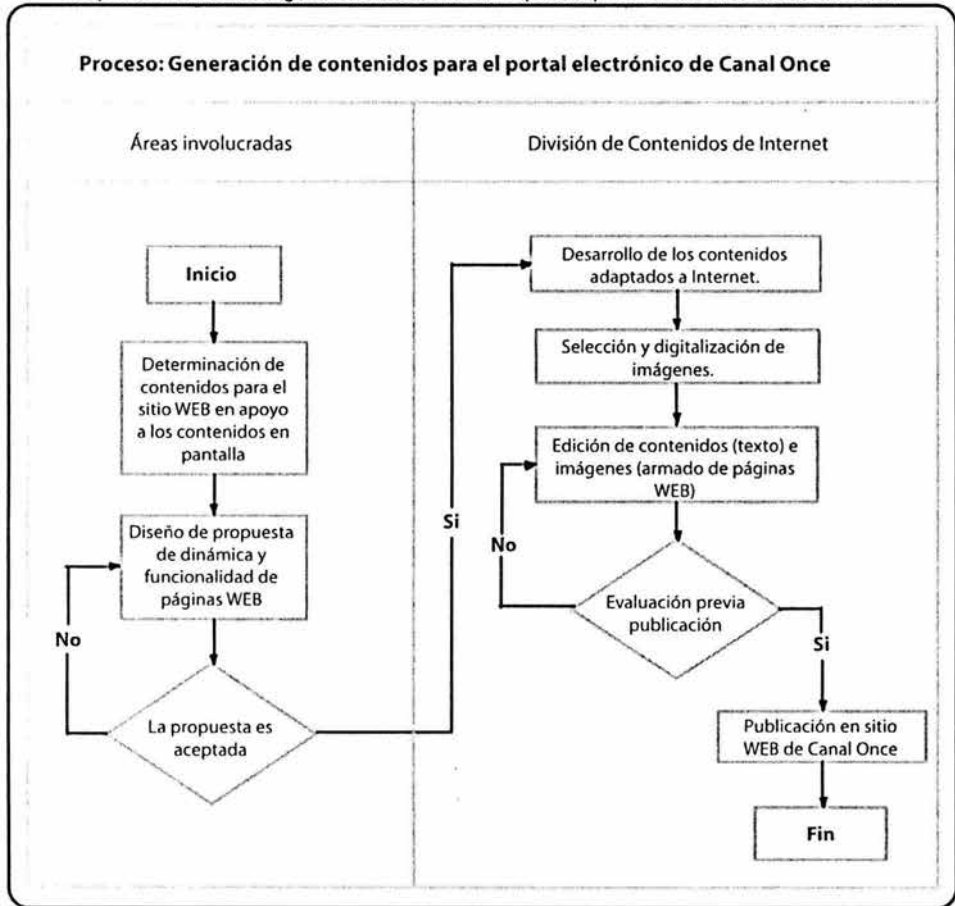 Proceso: Generación de contenidos para el portal electrónico de Canal Once
Áreas involucradas
Inicio
Determinación de
contenidos para el
sitio WEB en apoyo
a los contenidos en
pantalla
Diseño de propuesta
de dinámica y
funcionalidad de
páginas WEB
No
La propuesta es
aceptada
Si
División de Contenidos de Internet
Desarrollo de los contenidos
adaptados a Internet.
Selección y digitalización de
imágenes.
Edición de contenidos (texto) e
imágenes (armado de páginas
WEB)
No
Evaluación previa
publicación
Si
Publicación en sitio
WEB de Canal Once
Fin